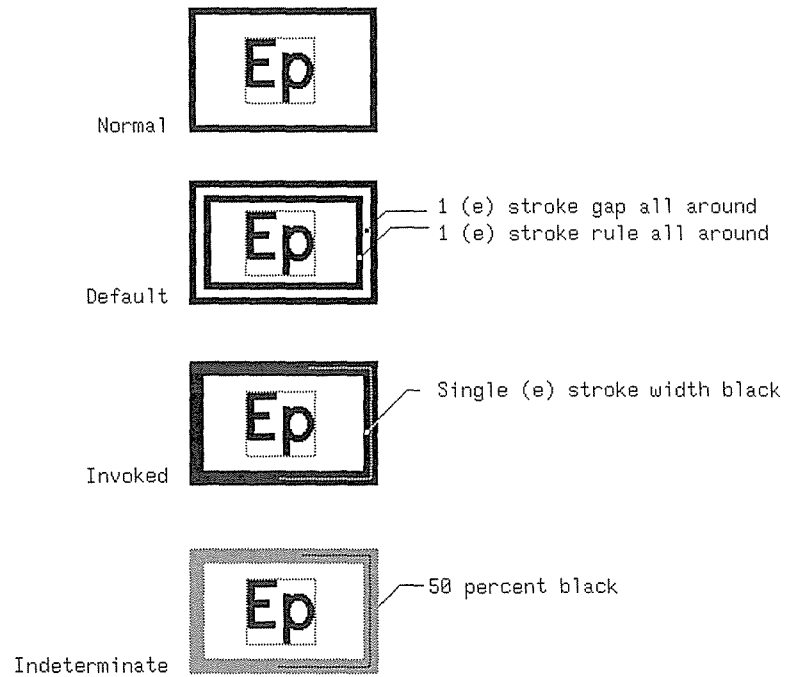 Ep
Normal
Ep
1 (e) stroke gap all around
1 (e) stroke rule all around
Default
Ep
Single (e) stroke width black
Invoked
Ep
50 percent black
Indeterminate